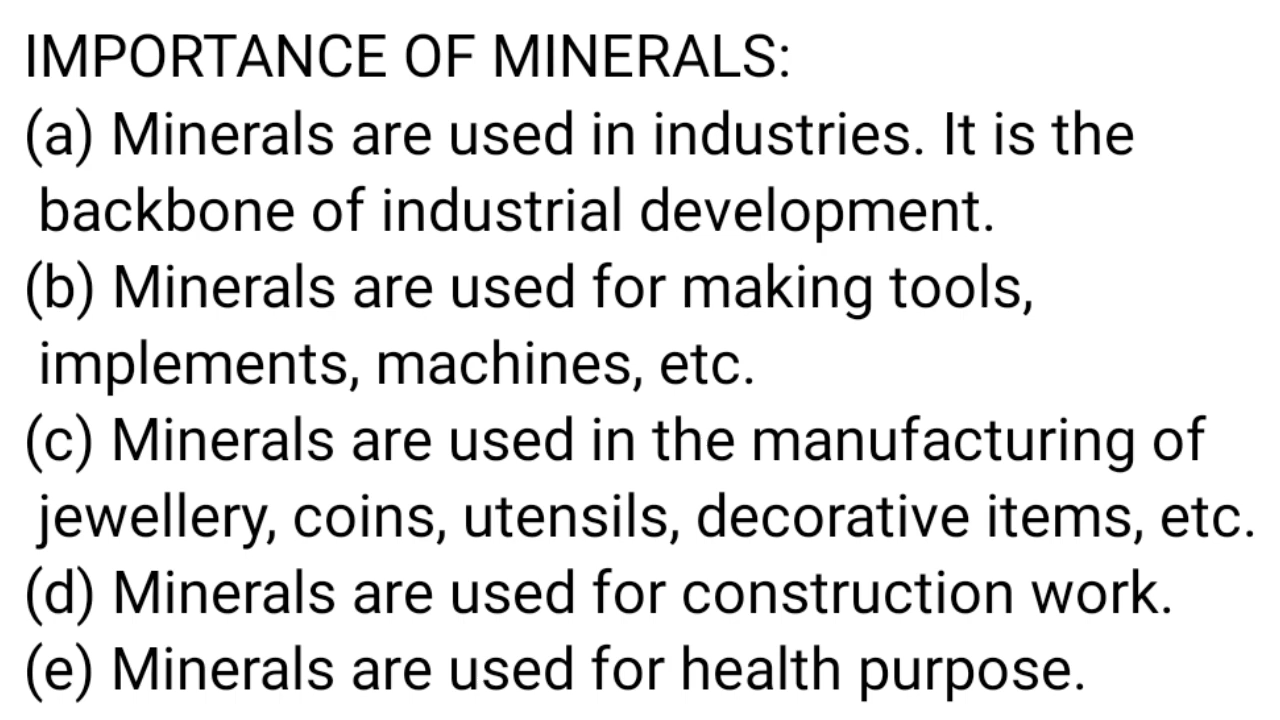 IMPORTANCE OF MINERALS:
(a) Minerals are used in industries. It is the
backbone of industrial development.
(b) Minerals are used for making tools,
implements, machines, etc.
(c) Minerals are used in the manufacturing of
jewellery, coins, utensils, decorative items, etc.
(d) Minerals are used for construction work.
(e) Minerals are used for health purpose.